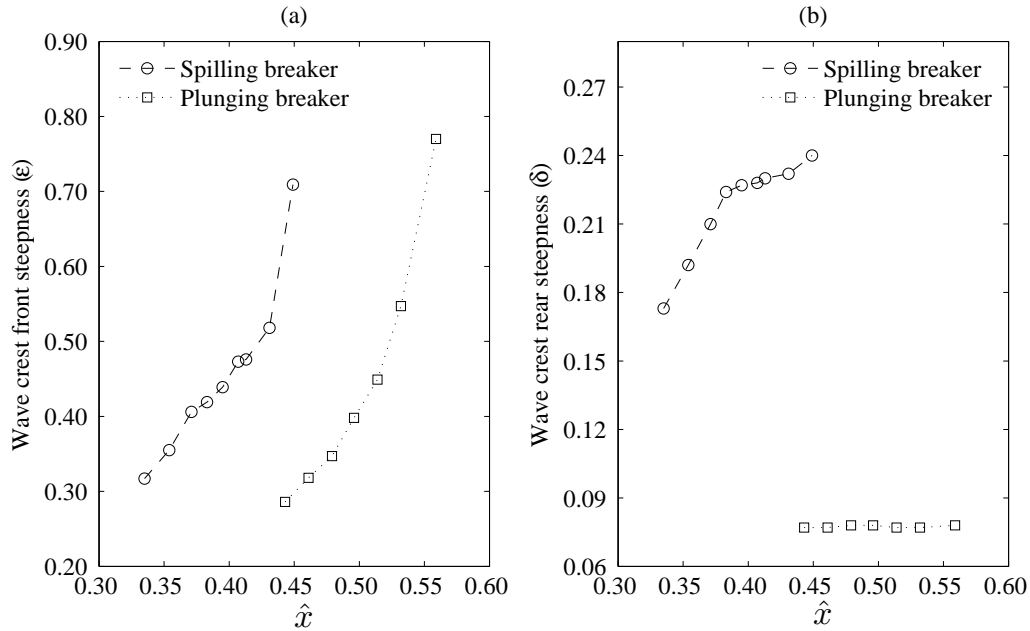 (a)
Wave crest front steepness (ε)
0.90
0.80
0.70
0.60
0.50
0.40
0.30
0.20
Spilling breaker
Plunging breaker
0.30 0.35 0.40 0.45 0.50 0.55 0.60
x̂
(b)
Wave crest rear steepness (δ)
0.27
0.24
0.21
0.18
0.15
0.12
0.09
0.06
Spilling breaker
Plunging breaker
0.30 0.35 0.40 0.45 0.50 0.55 0.60
x̂